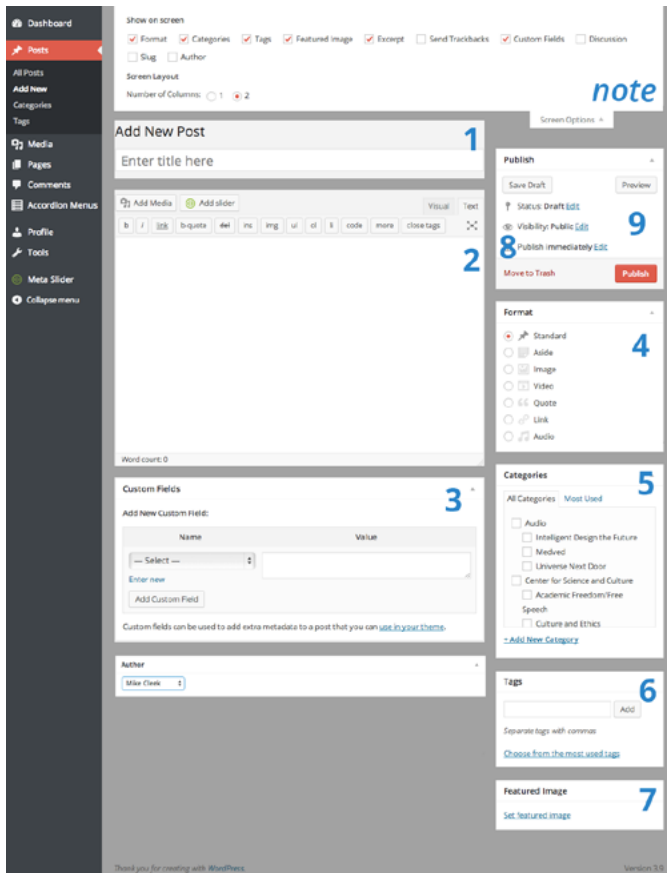 Dashboard
Posts
All Posts
Add New
Categories
Tags
Media
Pages
Comments
Accordion Menus
Profile
Tools
Meta Slider
Collapse menu
Show on screen
Format Categories Tags Featured Image Excerpt Send Trackbacks Custom Fields Discussion
Slug Author
Screen Layout
Number of Columns: 1 2
note
Screen Options
Add New Post
1
Enter title here
Add Media Add slider
Visual Text
b i link b-quote del ins img ul ol li code more close tags
2
Word count: 0
Custom Fields
3
Add New Custom Field:
Name Value
— Select —
Enter new
Add Custom Field
Custom fields can be used to add extra metadata to a post that you can use in your theme.
Author
Mike Cleek
Publish
Save Draft Preview
Status: Draft Edit
Visibility: Public Edit
9
8
Publish immediately Edit
Move to Trash Publish
Format
4
Standard
Aside
Image
Video
Quote
Link
Audio
Categories
5
All Categories Most Used
Audio
Intelligent Design the Future
Medved
Universe Next Door
Center for Science and Culture
Academic Freedom/Free
Speech
Culture and Ethics
+ Add New Category
Tags
6
Add
Separate tags with commas
Choose from the most used tags
Featured Image
7
Set featured image
Thank you for creating with WordPress.
Version 3.9